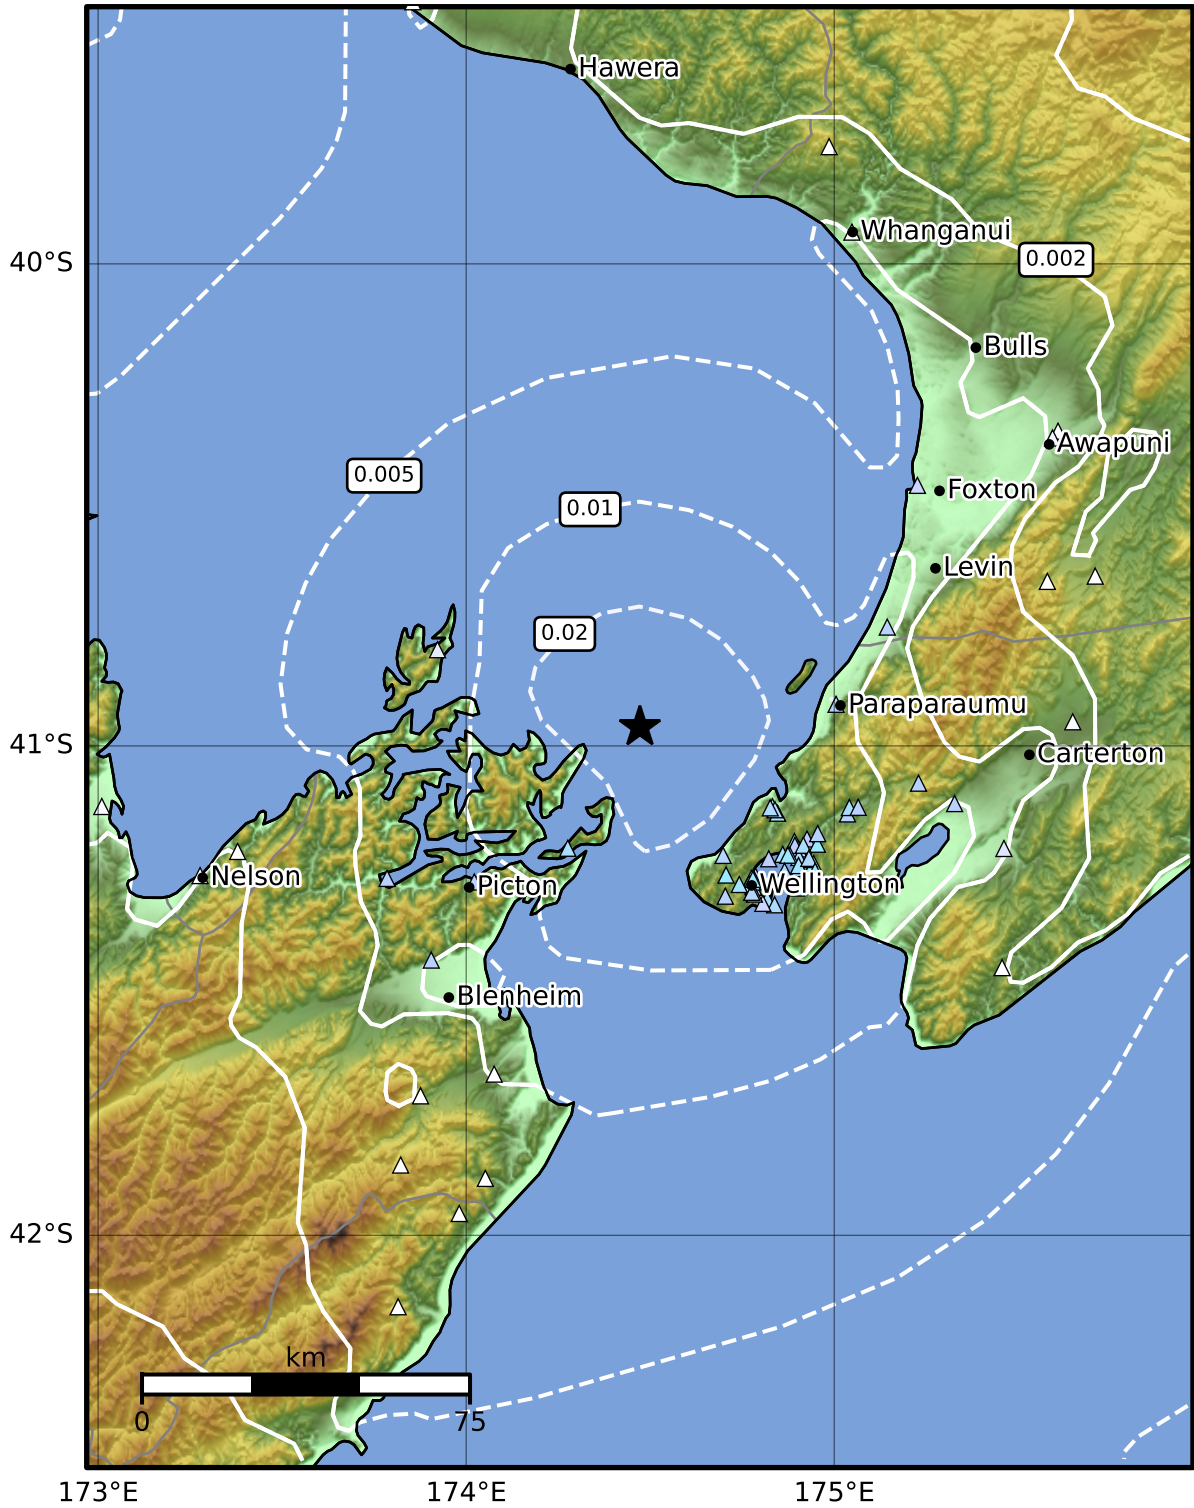 Hawera
Whanganui
0.002
40°S
Bulls
Awapuni
0.005
Foxton
0.01
Levin
0.02
Paraparaumu
41°S
Carterton
Nelson
Picton
Wellington
Blenheim
42°S
km
0
75
173°E
174°E
175°E